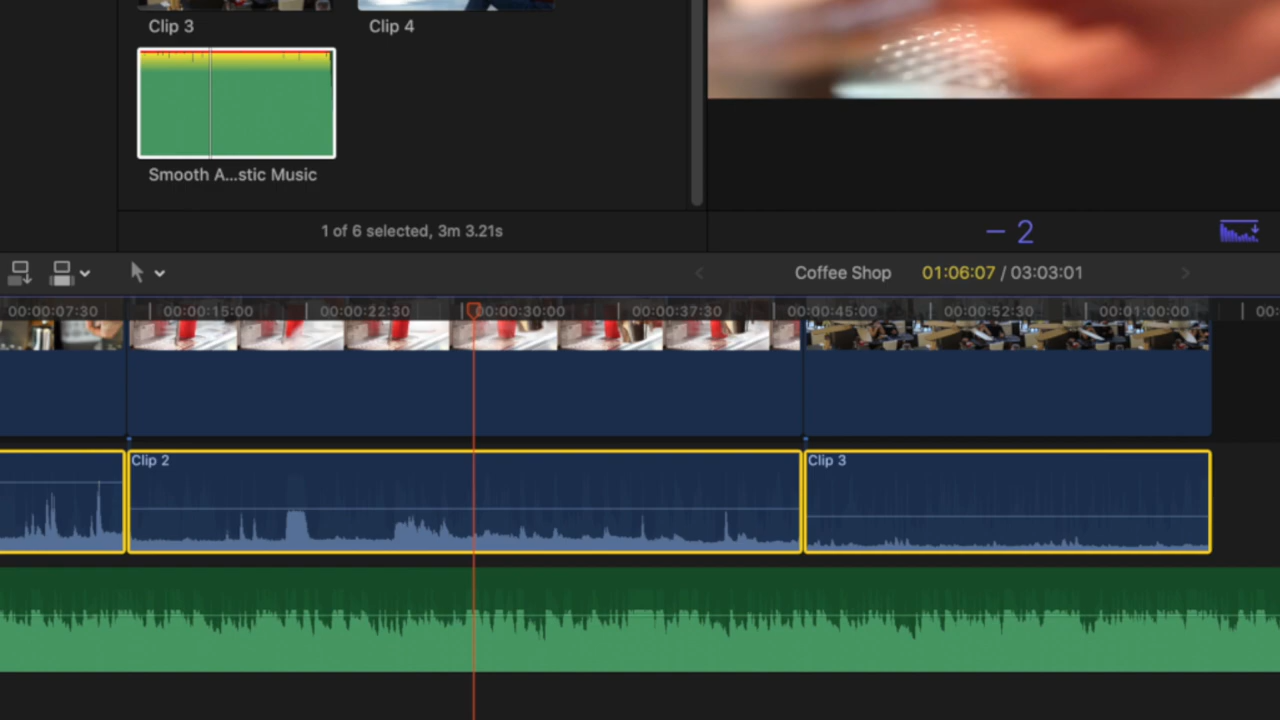 Clip 3
Clip 4
Smooth A...stic Music
1 of 6 selected, 3m 3.21s
− 2
Coffee Shop
01:06:07 / 03:03:01
00:00:07:30
00:00:15:00
00:00:22:30
00:00:30:00
00:00:37:30
00:00:45:00
00:00:52:30
00:01:00:00
00:
Clip 2
Clip 3